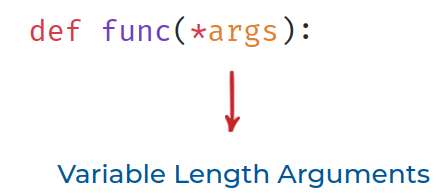 def func(*args):
Variable Length Arguments